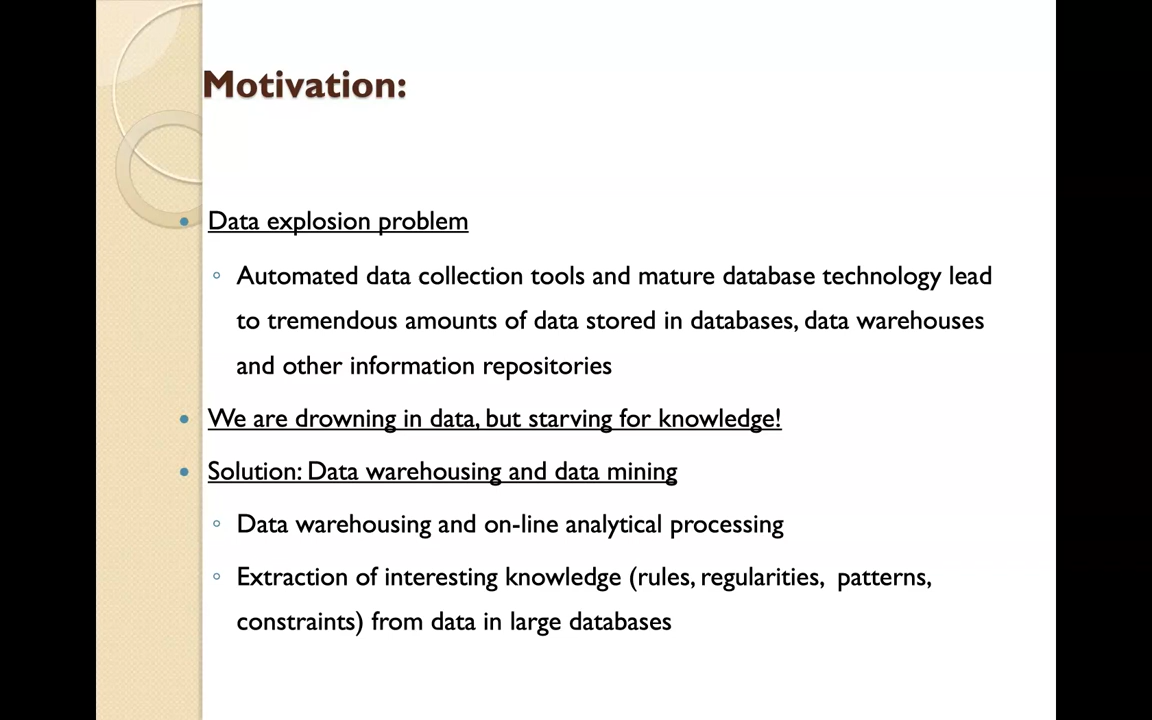 Motivation:
Data explosion problem
Automated data collection tools and mature database technology lead
to tremendous amounts of data stored in databases, data warehouses
and other information repositories
We are drowning in data, but starving for knowledge!
Solution: Data warehousing and data mining
Data warehousing and on-line analytical processing
Extraction of interesting knowledge (rules, regularities, patterns,
constraints) from data in large databases